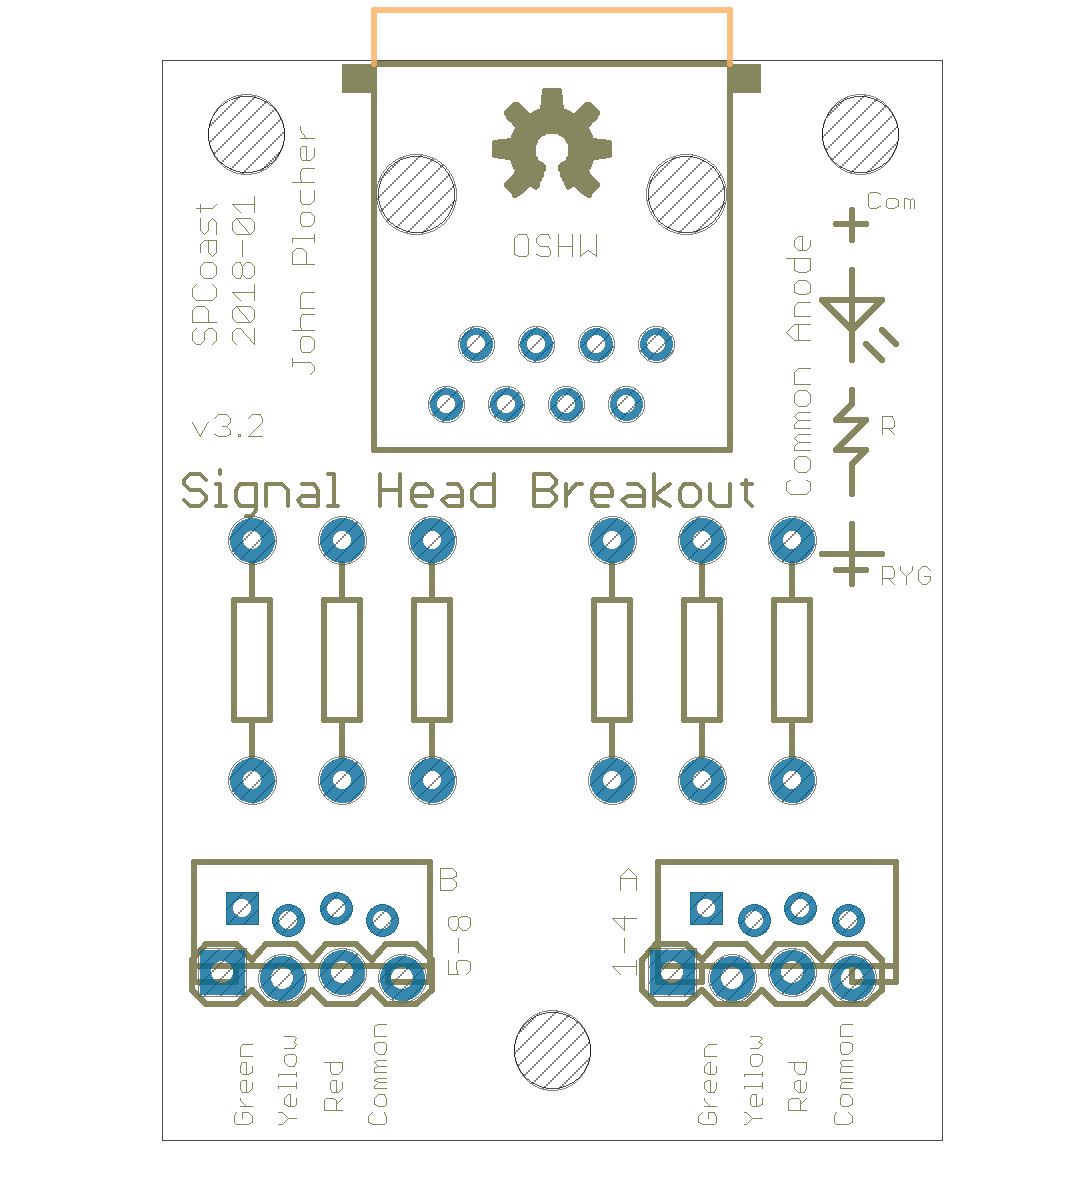 Com
SPCoast
2018-01
John Plocher
OSHW
Common Anode
v3.2
R
Signal Head Breakout
RYG
B
5-8
A
1-4
Green
Yellow
Red
Common
Green
Yellow
Red
Common